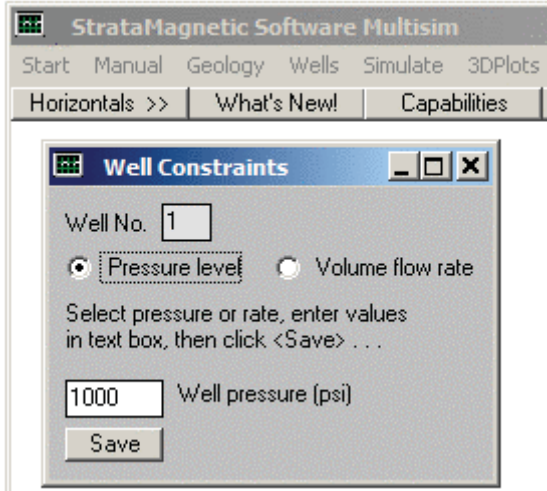 StrataMagnetic Software Multisim
Start Manual Geology Wells Simulate 3DPlots
Horizontals >> What's New! Capabilities
Well Constraints
Well No. 1
Pressure level Volume flow rate
Select pressure or rate, enter values
in text box, then click <Save> . . .
1000 Well pressure (psi)
Save